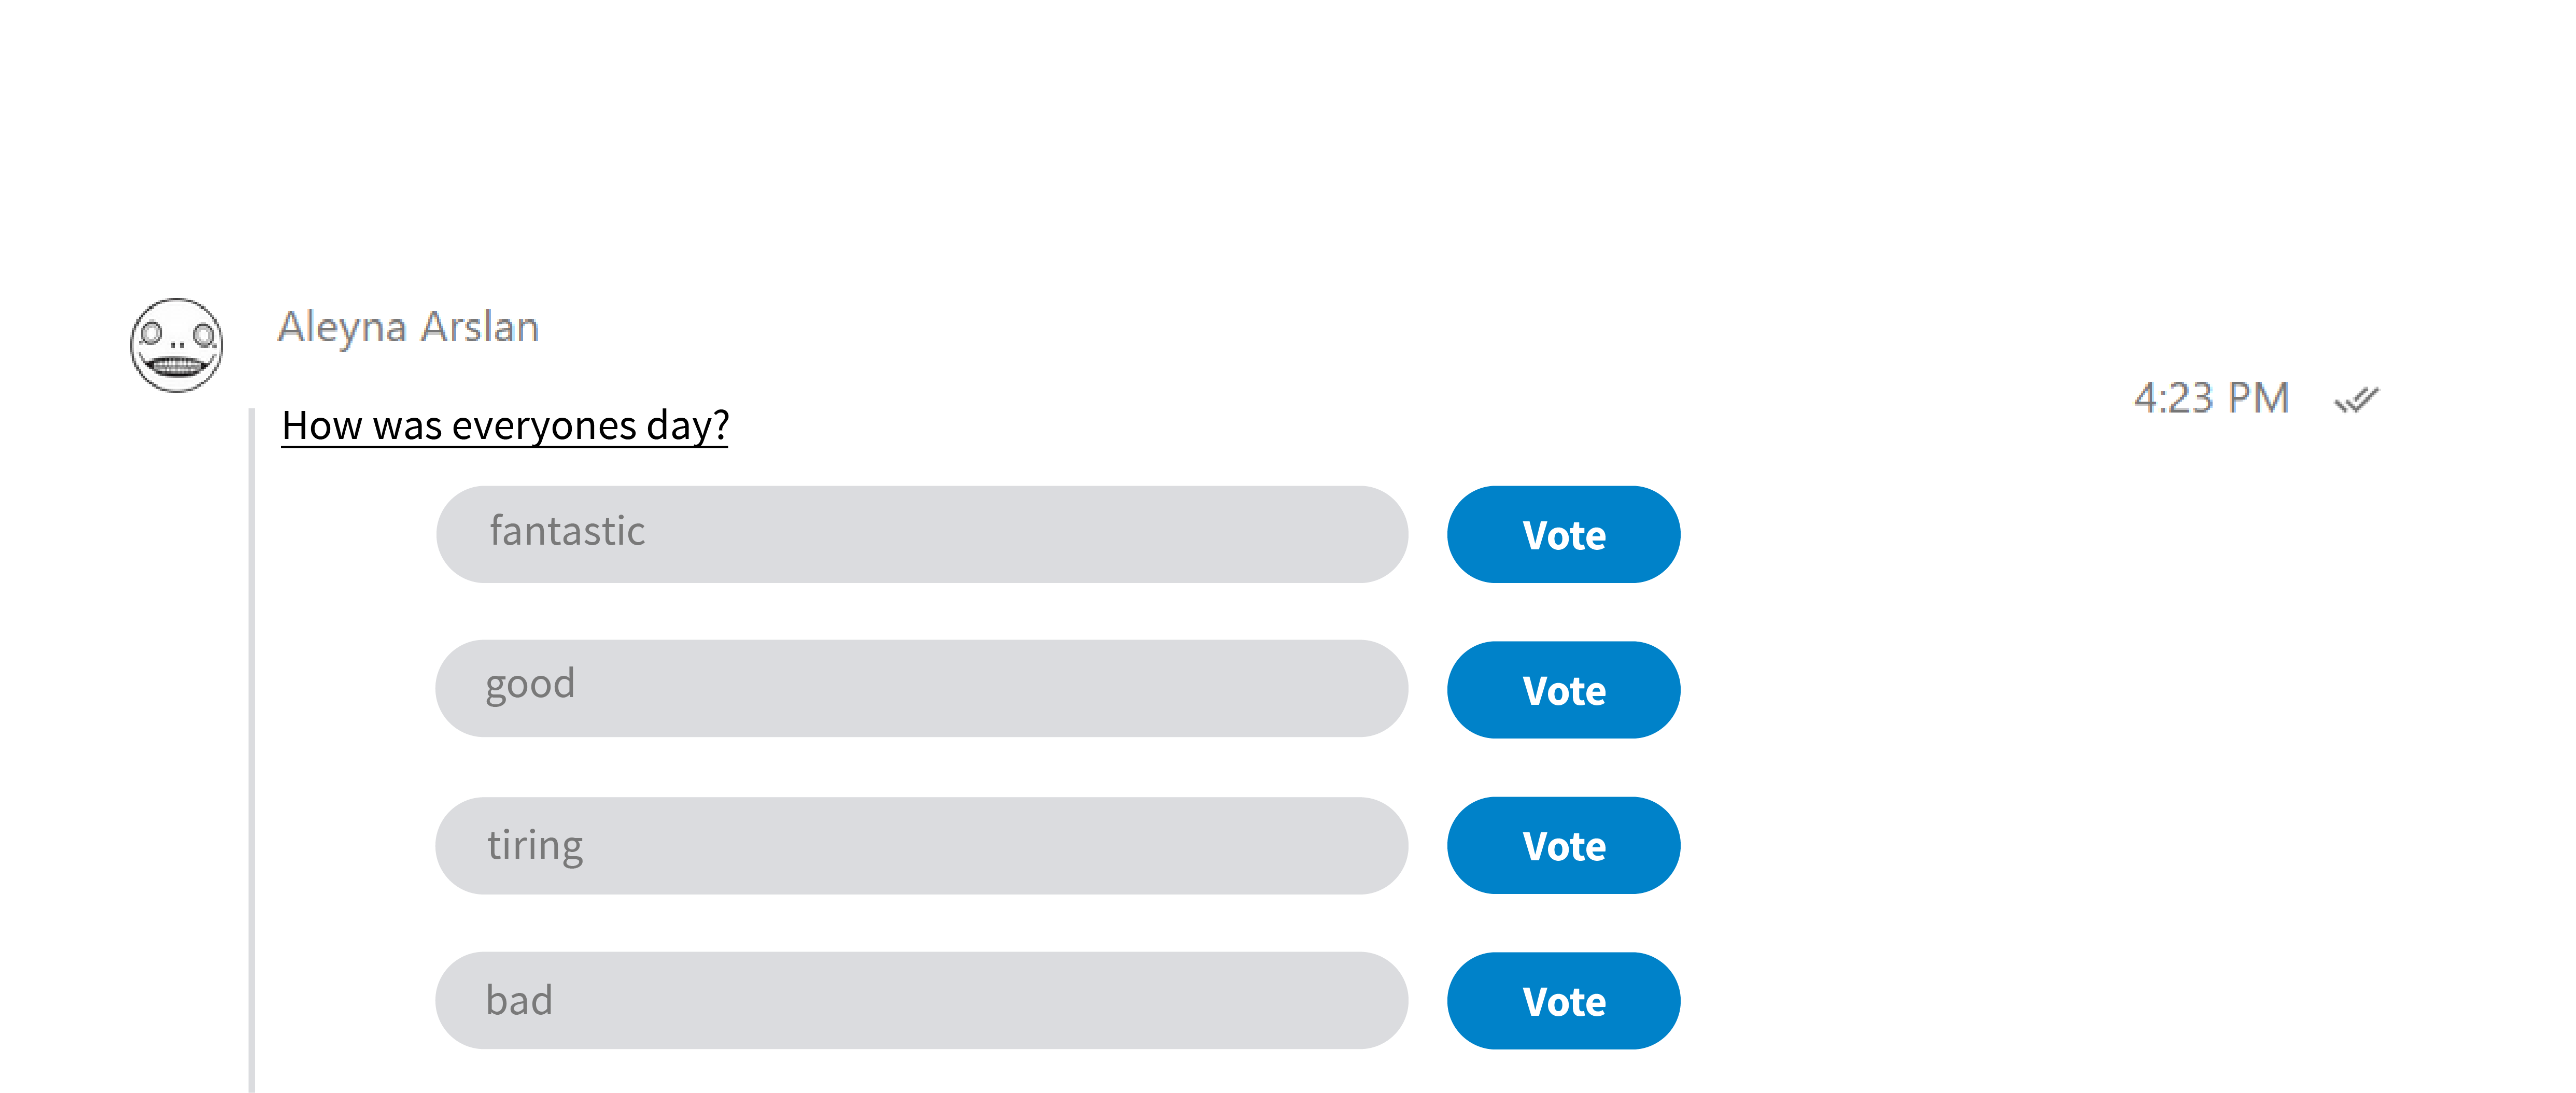 Aleyna Arslan
4:23 PM
How was everyones day?
fantastic Vote
good Vote
tiring Vote
bad Vote